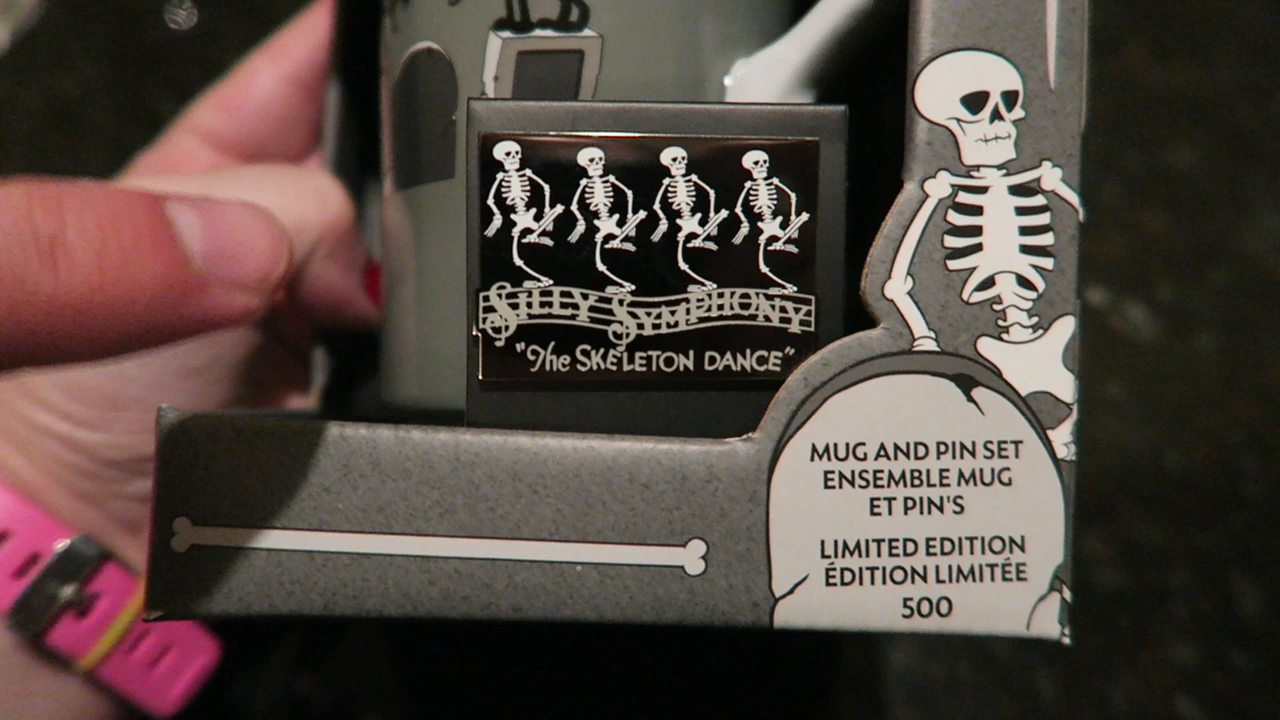 SILLY SYMPHONY
"The SKELETON DANCE"
MUG AND PIN SET
ENSEMBLE MUG
ET PIN'S
LIMITED EDITION
ÉDITION LIMITÉE
500